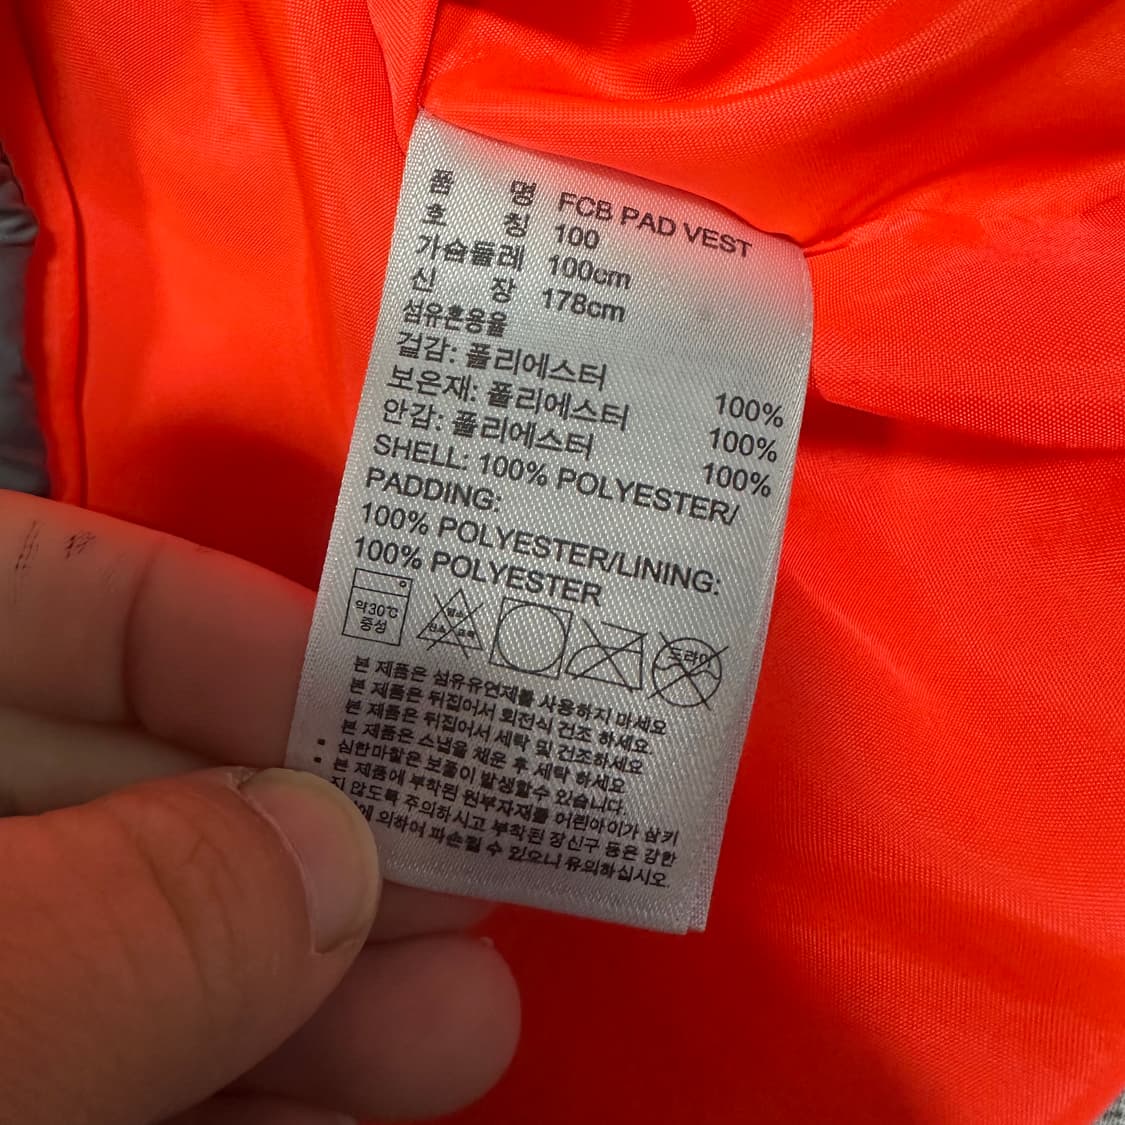 품 명 FCB PAD VEST
호 칭 100
가슴둘레 100cm
신 장 178cm
섬유혼용율
겉감: 폴리에스터 100%
보온재: 폴리에스터 100%
안감: 폴리에스터 100%
SHELL: 100% POLYESTER/
PADDING:
100% POLYESTER/LINING:
100% POLYESTER
약30℃
중성
염소
산소 표백
드라이
본 제품은 섬유유연제를 사용하지 마세요
본 제품은 뒤집어서 회전식 건조 하세요
본 제품은 뒤집어서 세탁 및 건조하세요
본 제품은 스냅을 채운 후 세탁 하세요
• 심한마찰은 보풀이 발생할수 있습니다.
• 본 제품에 부착된 원부자재를 어린아이가 삼키
지 않도록 주의하시고 부착된 장신구 등은 강한
에 의하여 파손될 수 있으니 유의하십시오.